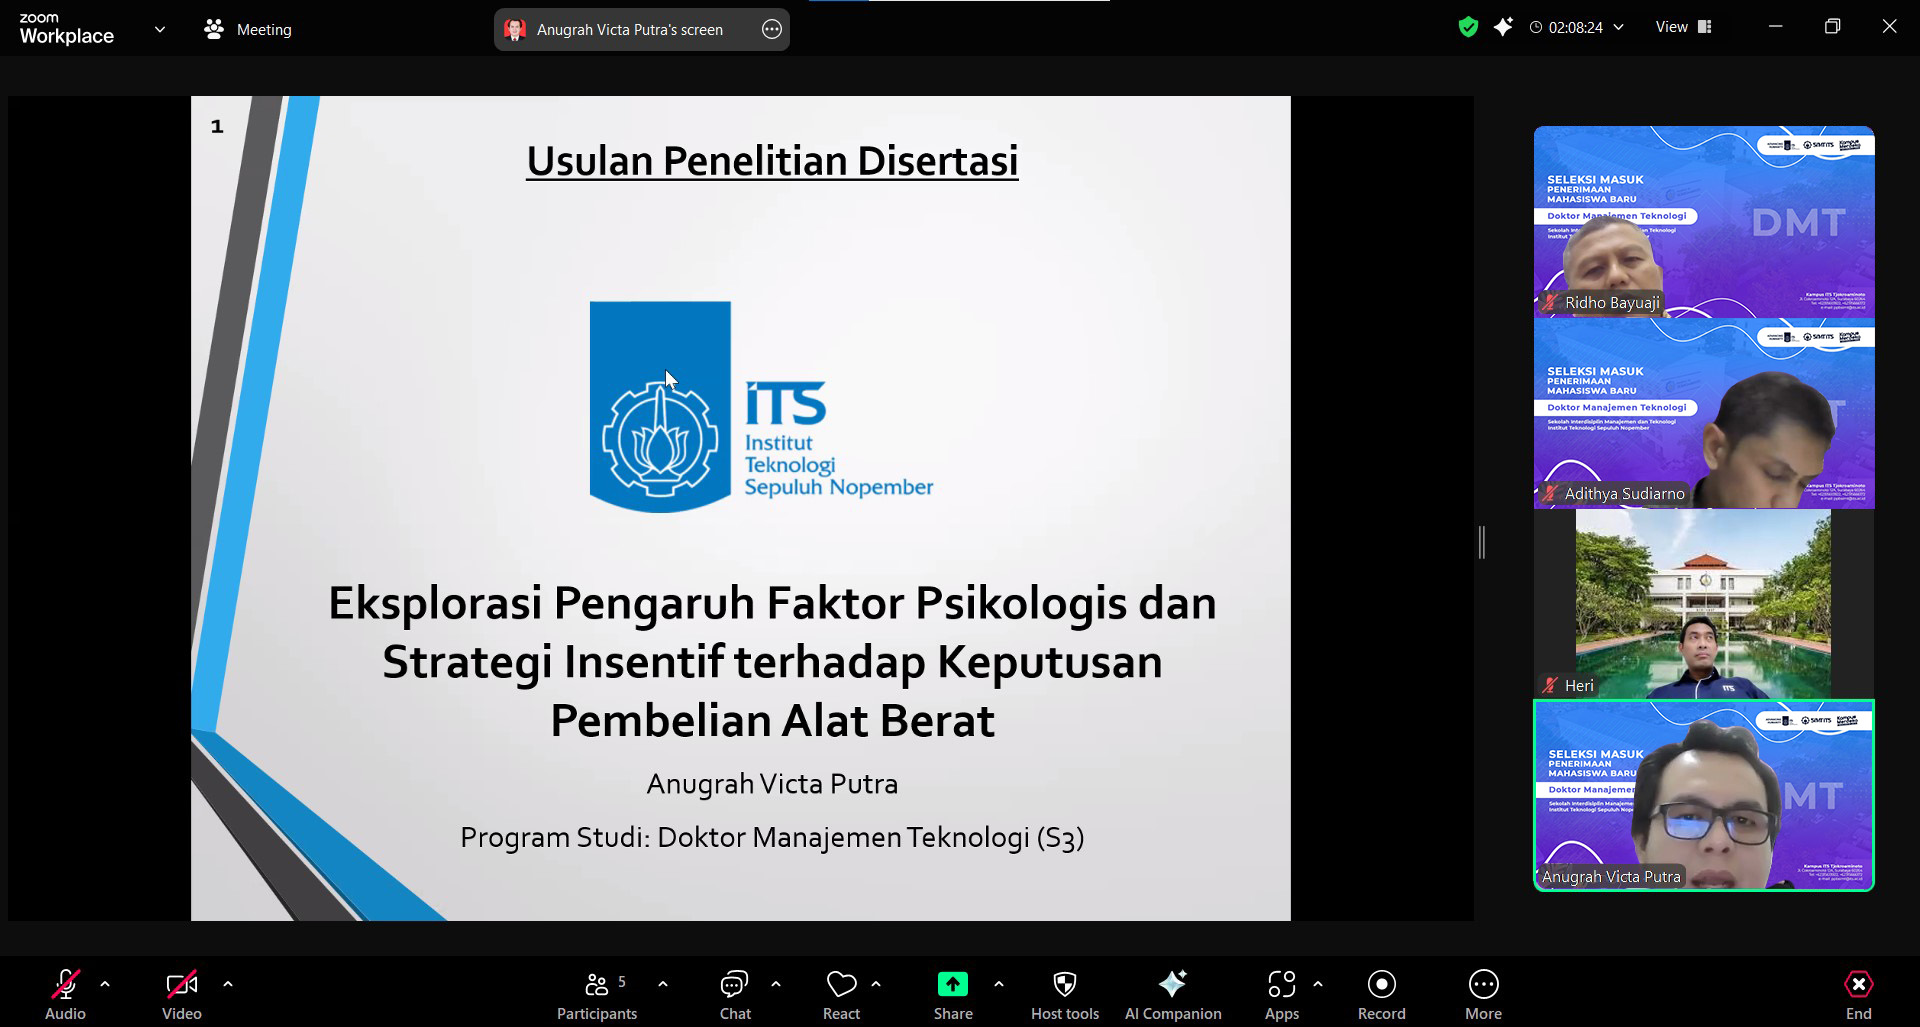 zoom
Workplace
Meeting
Anugrah Victa Putra's screen
02:08:24
View
1
Usulan Penelitian Disertasi
iTS
Institut
Teknologi
Sepuluh Nopember
Eksplorasi Pengaruh Faktor Psikologis dan
Strategi Insentif terhadap Keputusan
Pembelian Alat Berat
Anugrah Victa Putra
Program Studi: Doktor Manajemen Teknologi (S3)
SELEKSI MASUK
PENERIMAAN
MAHASISWA BARU
Doktor Manajemen Teknologi
DMT
Ridho Bayuaji
SELEKSI MASUK
PENERIMAAN
MAHASISWA BARU
Doktor Manajemen Teknologi
Sekolah Interdisiplin Manajemen dan Teknologi
Institut Teknologi Sepuluh Nopember
Adithya Sudiarno
ITS
Heri
SELEKSI MASUK
PENERIMAAN
MAHASISWA BARU
Doktor
MT
Anugrah Victa Putra
Audio
Video
Participants
5
Chat
React
Share
Host tools
AI Companion
Apps
Record
More
End